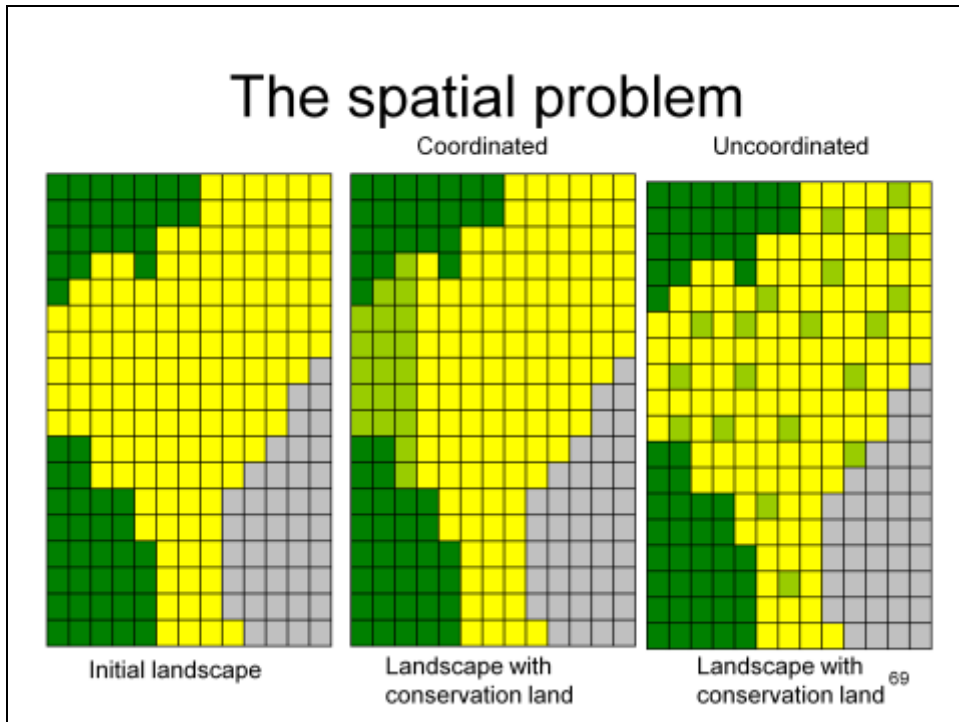 The spatial problem
Coordinated
Uncoordinated
Initial landscape
Landscape with
conservation land
Landscape with
conservation land
69